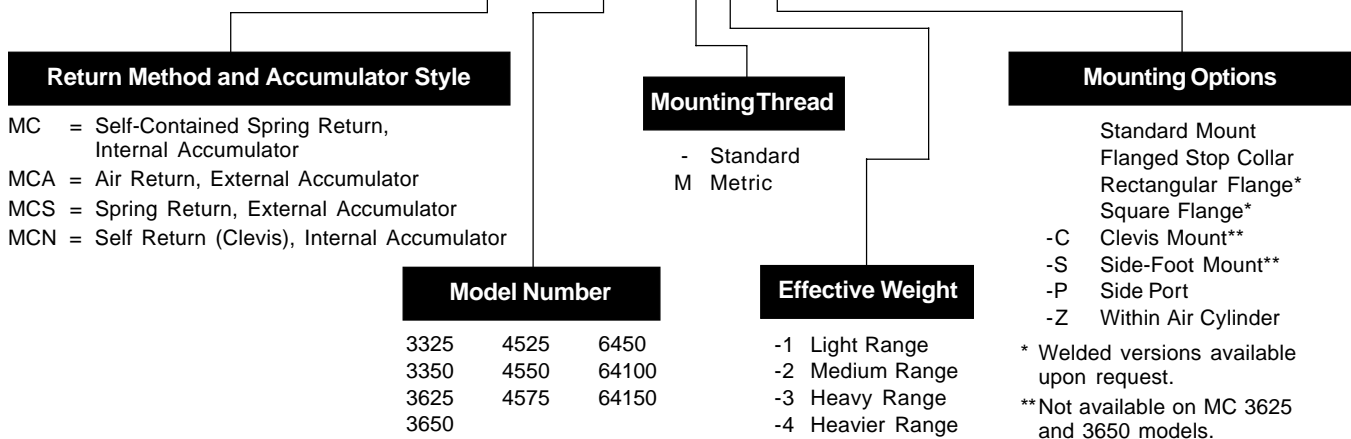 Return Method and Accumulator Style
MC = Self-Contained Spring Return,
Internal Accumulator
MCA = Air Return, External Accumulator
MCS = Spring Return, External Accumulator
MCN = Self Return (Clevis), Internal Accumulator
Model Number
3325 4525 6450
3350 4550 64100
3625 4575 64150
3650
MountingThread
- Standard
M Metric
Effective Weight
-1 Light Range
-2 Medium Range
-3 Heavy Range
-4 Heavier Range
Mounting Options
Standard Mount
Flanged Stop Collar
Rectangular Flange*
Square Flange*
-C Clevis Mount**
-S Side-Foot Mount**
-P Side Port
-Z Within Air Cylinder
* Welded versions available
upon request.
**Not available on MC 3625
and 3650 models.